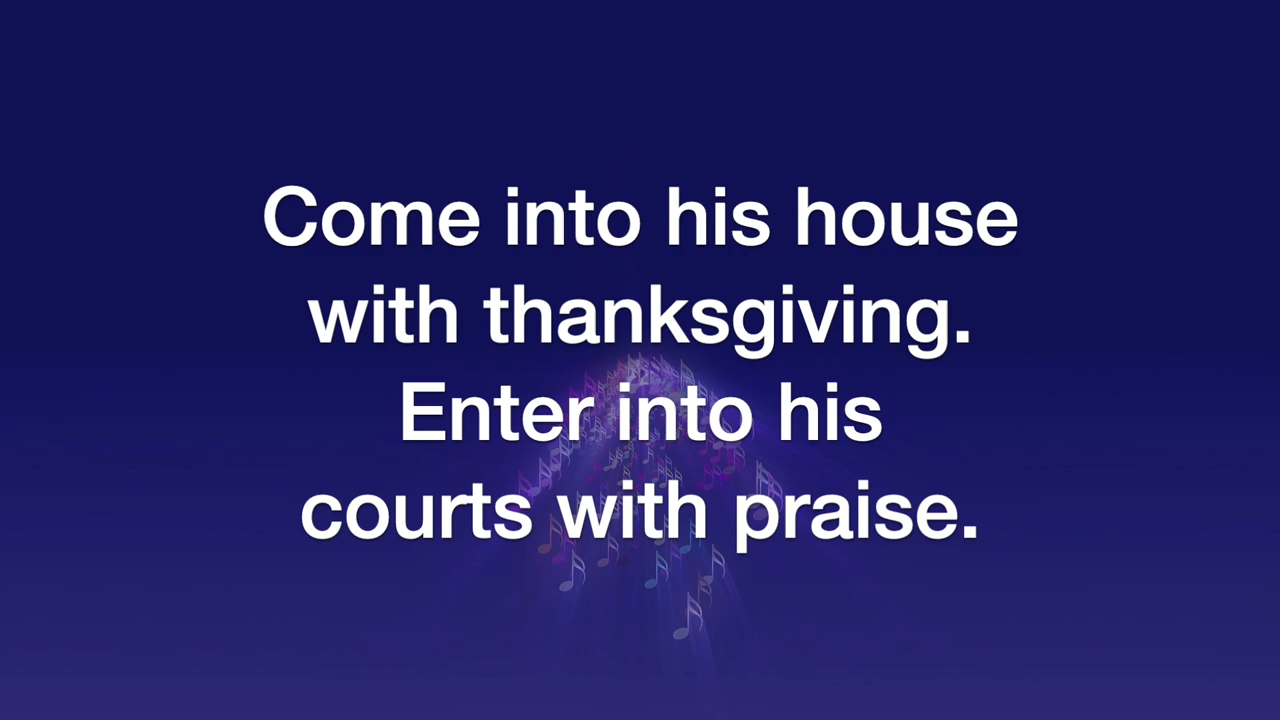 Come into his house
with thanksgiving.
Enter into his
courts with praise.